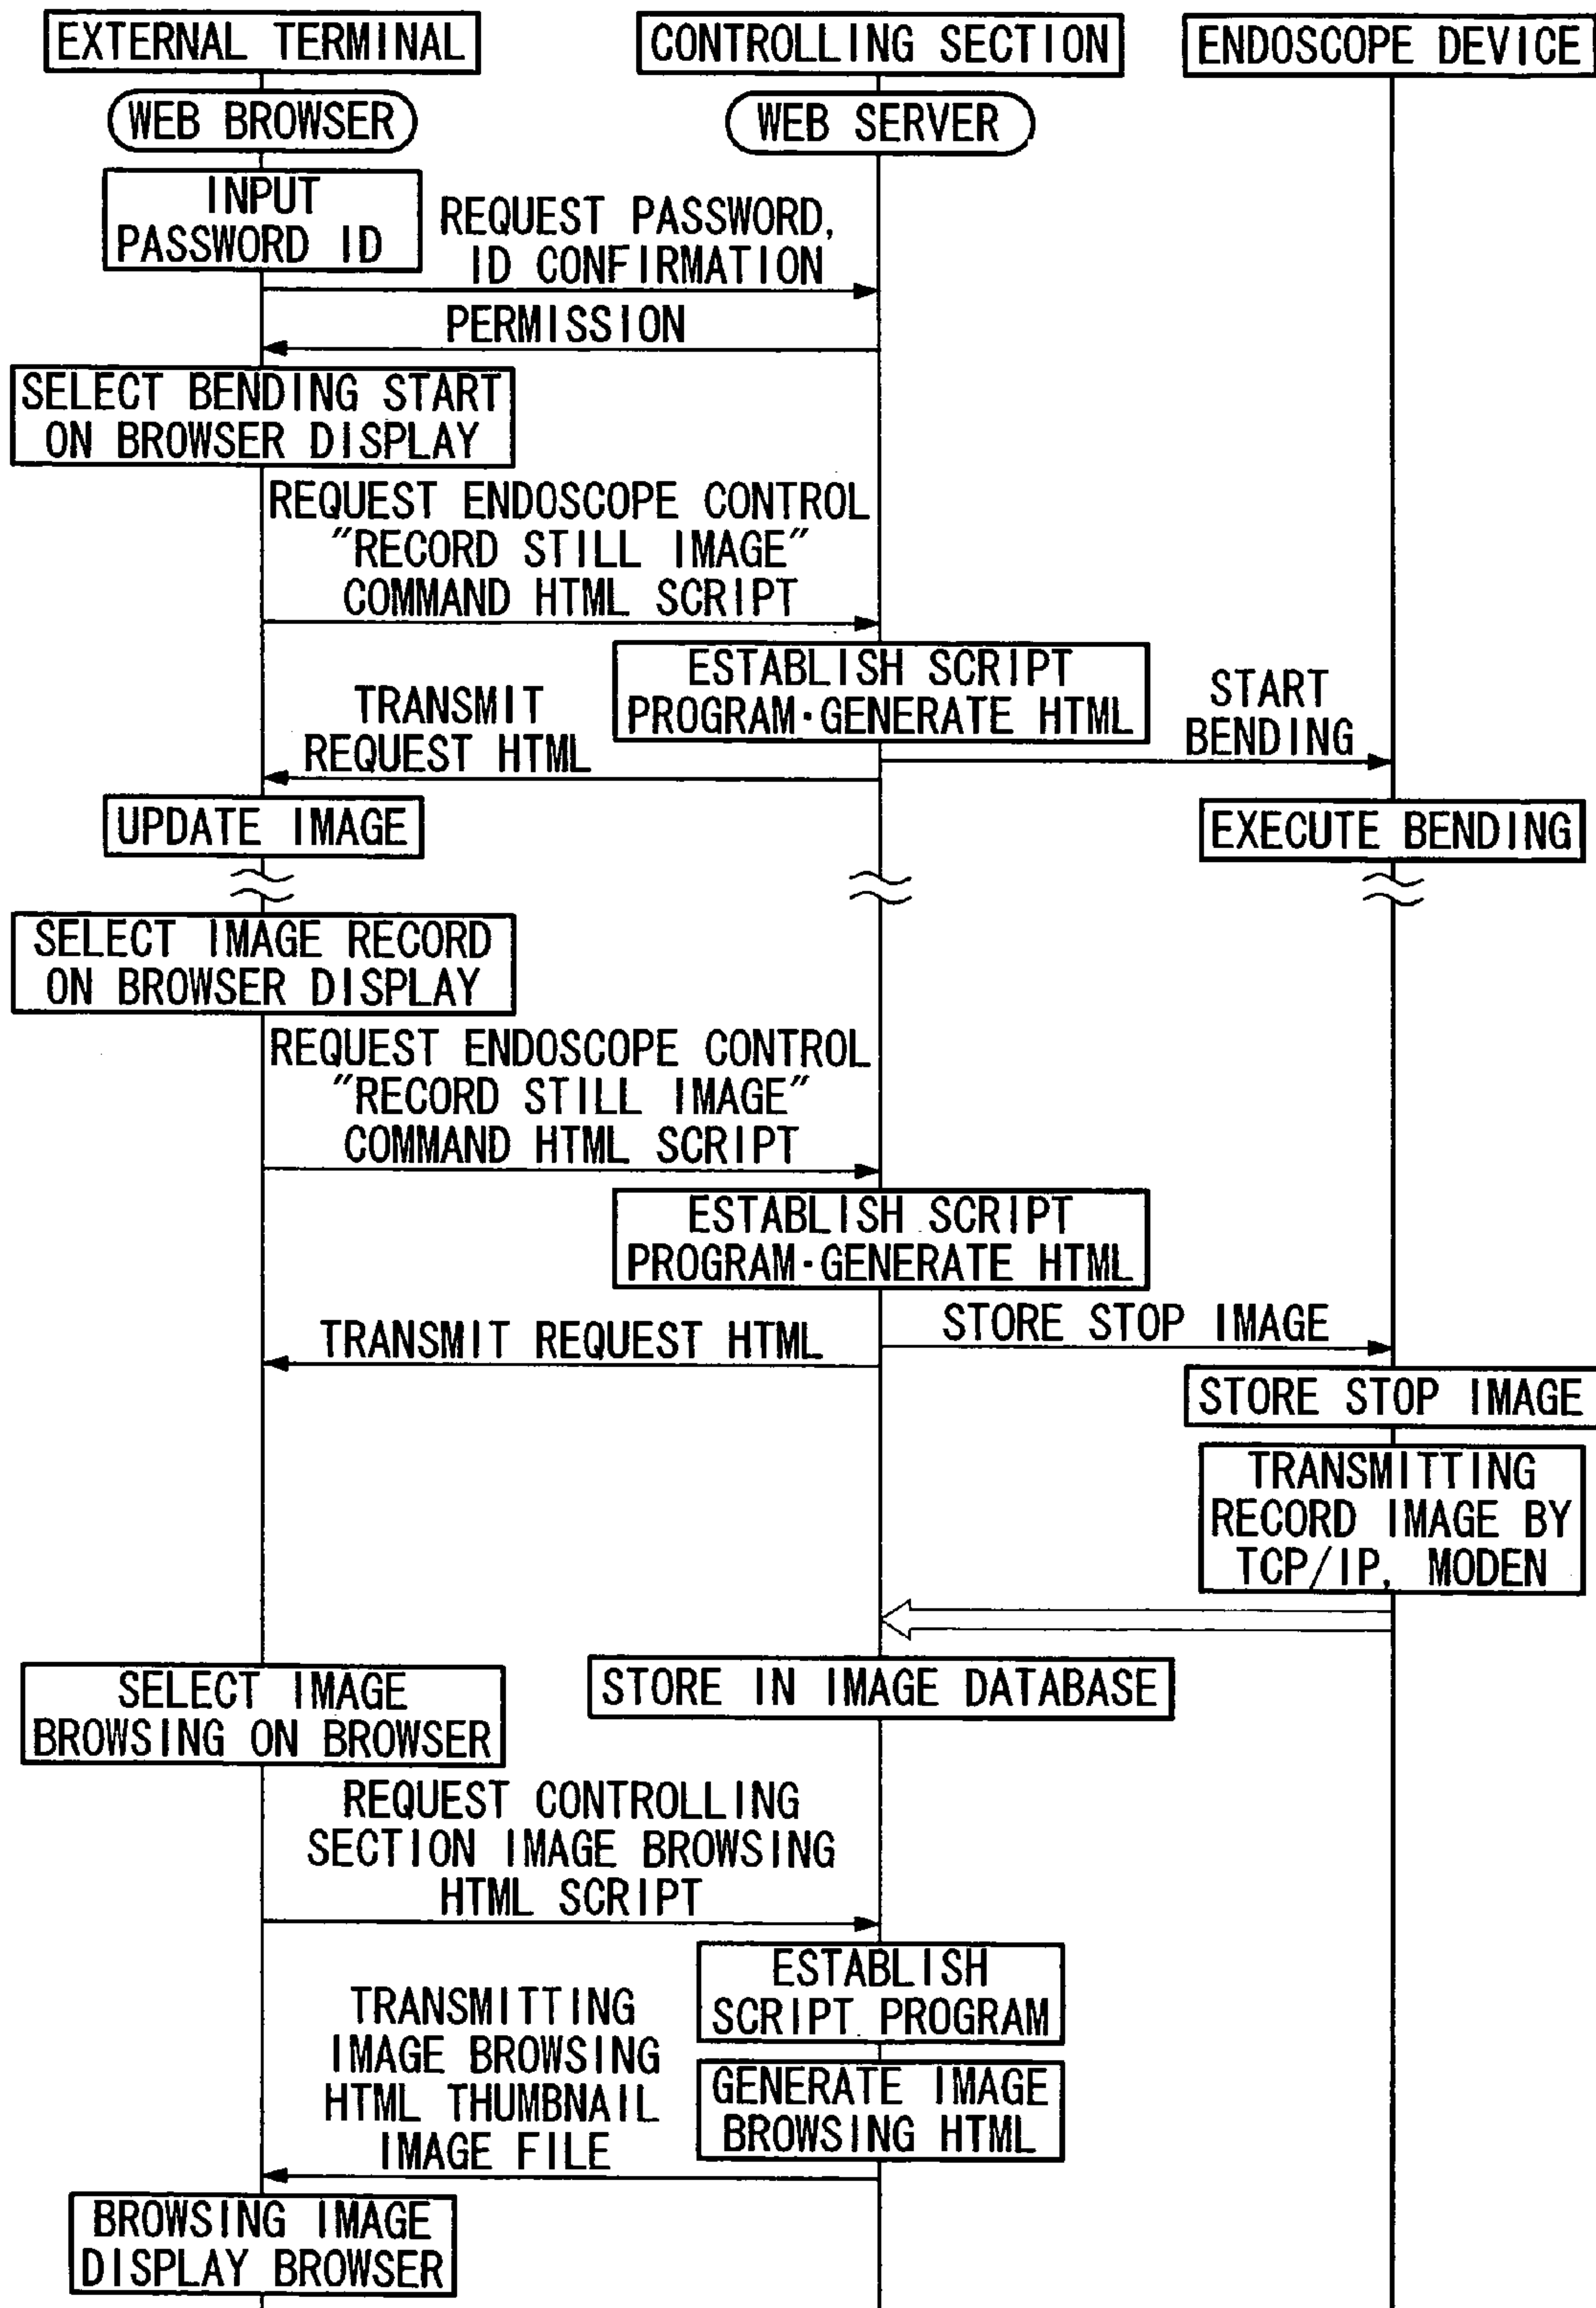 EXTERNAL TERMINAL
CONTROLLING SECTION
ENDOSCOPE DEVICE
WEB BROWSER
WEB SERVER
INPUT
PASSWORD ID
REQUEST PASSWORD,
ID CONFIRMATION
PERMISSION
SELECT BENDING START
ON BROWSER DISPLAY
REQUEST ENDOSCOPE CONTROL
"RECORD STILL IMAGE"
COMMAND HTML SCRIPT
ESTABLISH SCRIPT
PROGRAM·GENERATE HTML
START
BENDING
TRANSMIT
REQUEST HTML
UPDATE IMAGE
EXECUTE BENDING
SELECT IMAGE RECORD
ON BROWSER DISPLAY
REQUEST ENDOSCOPE CONTROL
"RECORD STILL IMAGE"
COMMAND HTML SCRIPT
ESTABLISH SCRIPT
PROGRAM·GENERATE HTML
STORE STOP IMAGE
TRANSMIT REQUEST HTML
STORE STOP IMAGE
TRANSMITTING
RECORD IMAGE BY
TCP/IP, MODEN
STORE IN IMAGE DATABASE
SELECT IMAGE
BROWSING ON BROWSER
REQUEST CONTROLLING
SECTION IMAGE BROWSING
HTML SCRIPT
ESTABLISH
SCRIPT PROGRAM
GENERATE IMAGE
BROWSING HTML
TRANSMITTING
IMAGE BROWSING
HTML THUMBNAIL
IMAGE FILE
BROWSING IMAGE
DISPLAY BROWSER